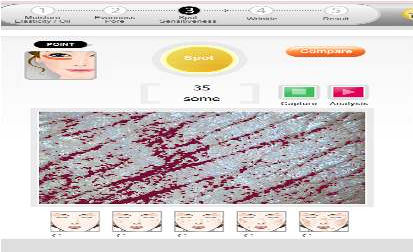 1 2 3 4 5
Moisture Elasticity / Oil
Pore
Spot Sensitiveness
Wrinkle
Result
POINT
Spot
Compare
35
some
Capture
Analysis